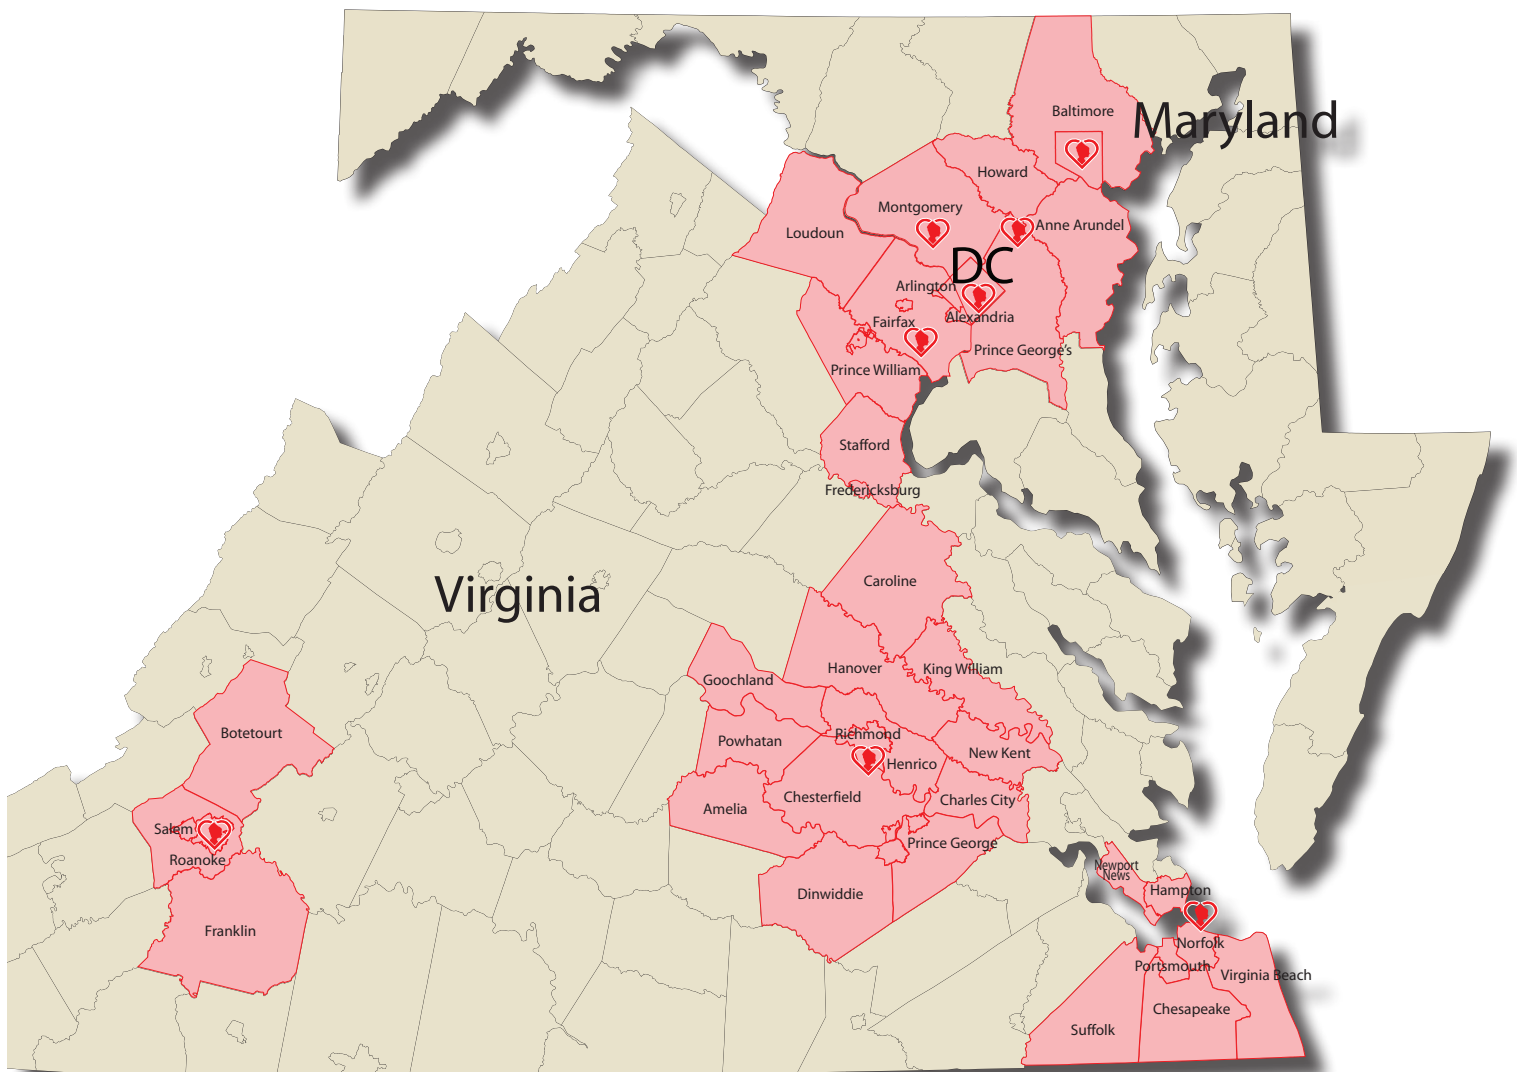 Baltimore
Maryland
Howard
Montgomery
Anne Arundel
Loudoun
DC
Arlington
Alexandria
Fairfax
Prince George's
Prince William
Stafford
Fredericksburg
Caroline
Virginia
Hanover
King William
Goochland
Botetourt
Richmond
Powhatan
New Kent
Henrico
Chesterfield
Charles City
Amelia
Salem
Prince George
Roanoke
Newport
News
Hampton
Dinwiddie
Franklin
Norfolk
Portsmouth
Virginia Beach
Chesapeake
Suffolk